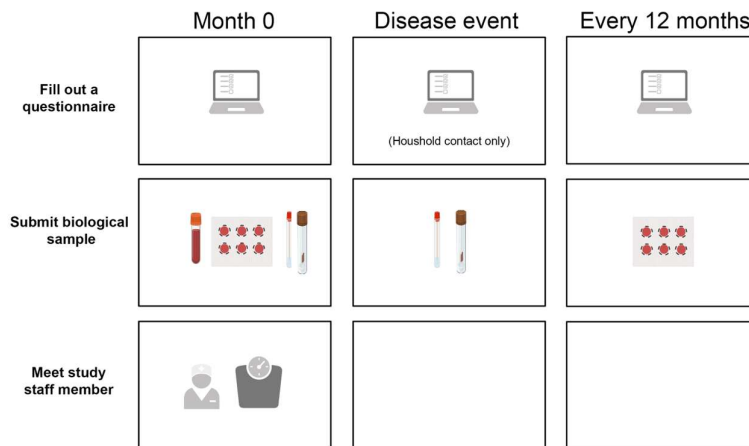 Month 0
Disease event
Every 12 months
Fill out a
questionnaire
(Houshold contact only)
Submit biological
sample
Meet study
staff member